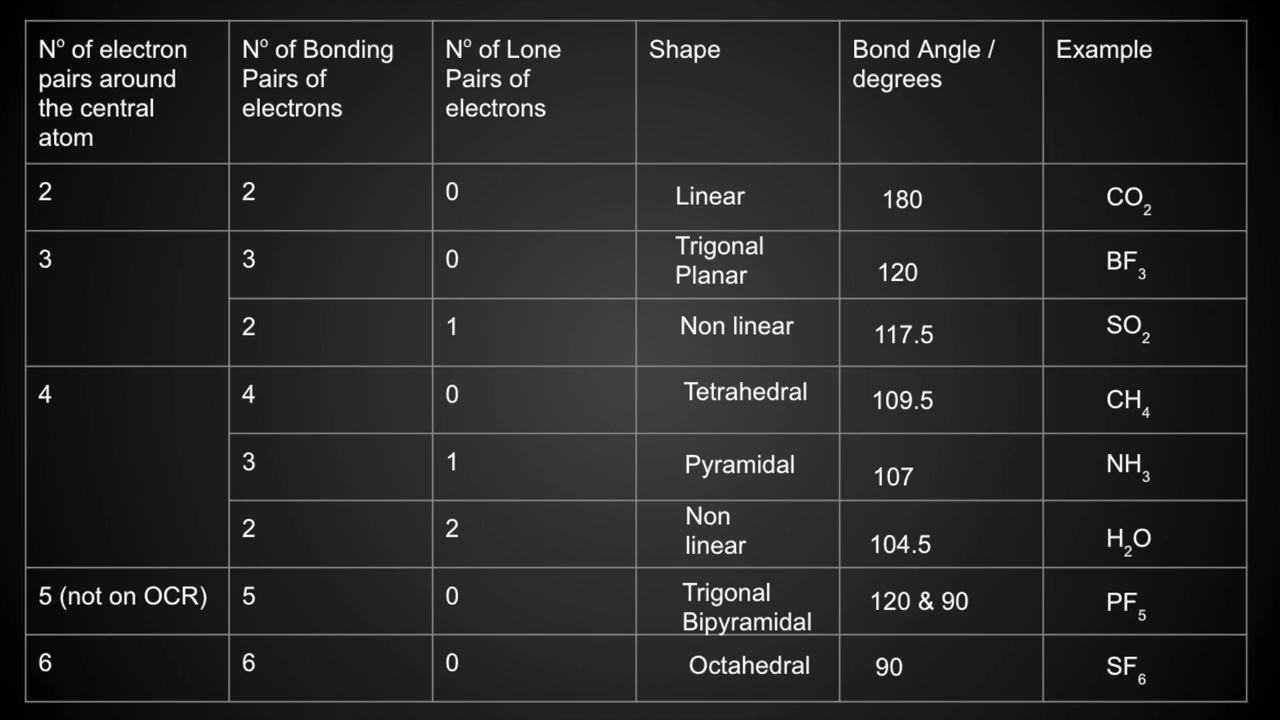 Nº of electron pairs around the central atom | Nº of Bonding Pairs of electrons | Nº of Lone Pairs of electrons | Shape | Bond Angle / degrees | Example
2 | 2 | 0 | Linear | 180 | CO₂
3 | 3 | 0 | Trigonal Planar | 120 | BF₃
2 | 1 | Non linear | 117.5 | SO₂
4 | 4 | 0 | Tetrahedral | 109.5 | CH₄
3 | 1 | Pyramidal | 107 | NH₃
2 | 2 | Non linear | 104.5 | H₂O
5 (not on OCR) | 5 | 0 | Trigonal Bipyramidal | 120 & 90 | PF₅
6 | 6 | 0 | Octahedral | 90 | SF₆